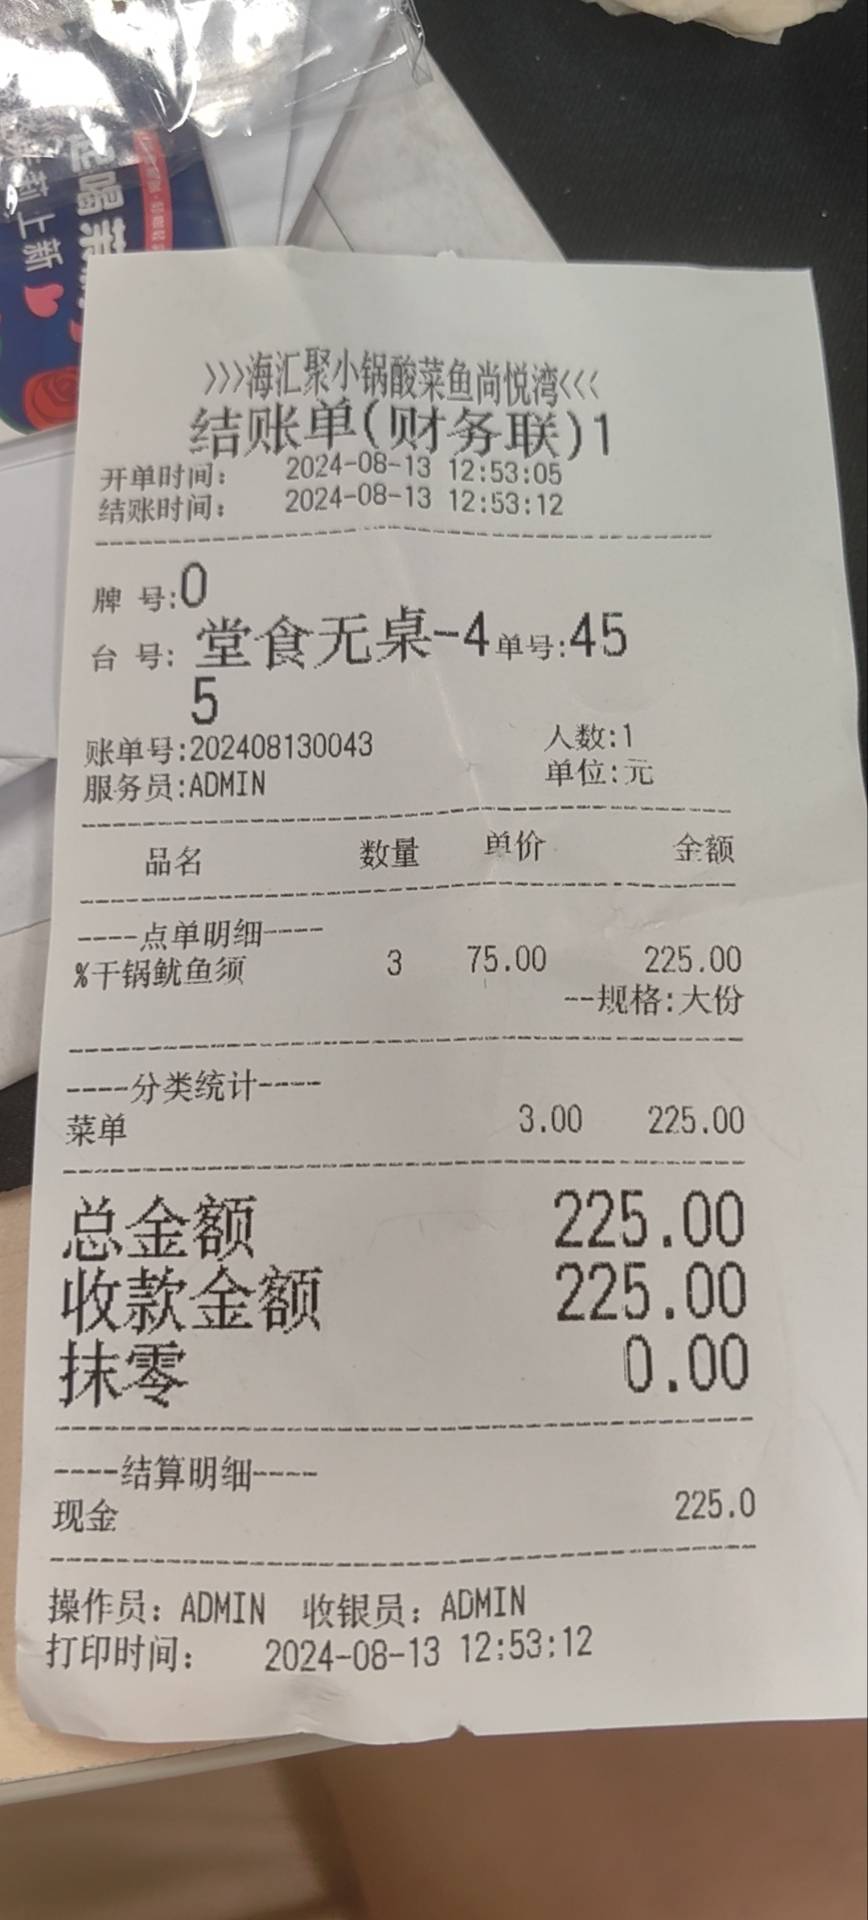 喝茶
莉上新
>>>海汇聚小锅酸菜鱼尚悦湾<<<
结账单(财务联)1
开单时间： 2024-08-13 12:53:05
结账时间： 2024-08-13 12:53:12
牌 号:0
台 号: 堂食无桌-4 单号:45
5
账单号:202408130043 人数:1
服务员:ADMIN 单位:元
品名 数量 单价 金额
----点单明细----
%干锅鱿鱼须 3 75.00 225.00
--规格:大份
----分类统计----
菜单 3.00 225.00
总金额 225.00
收款金额 225.00
抹零 0.00
----结算明细----
现金 225.0
操作员：ADMIN 收银员：ADMIN
打印时间： 2024-08-13 12:53:12